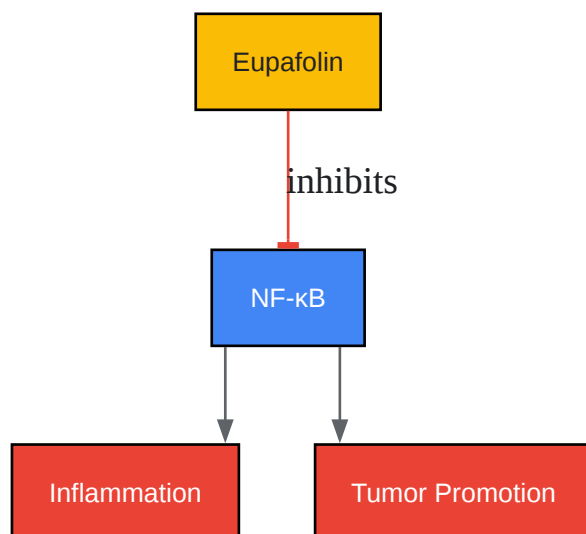 Eupafolin
inhibits
NF-κB
Inflammation
Tumor Promotion